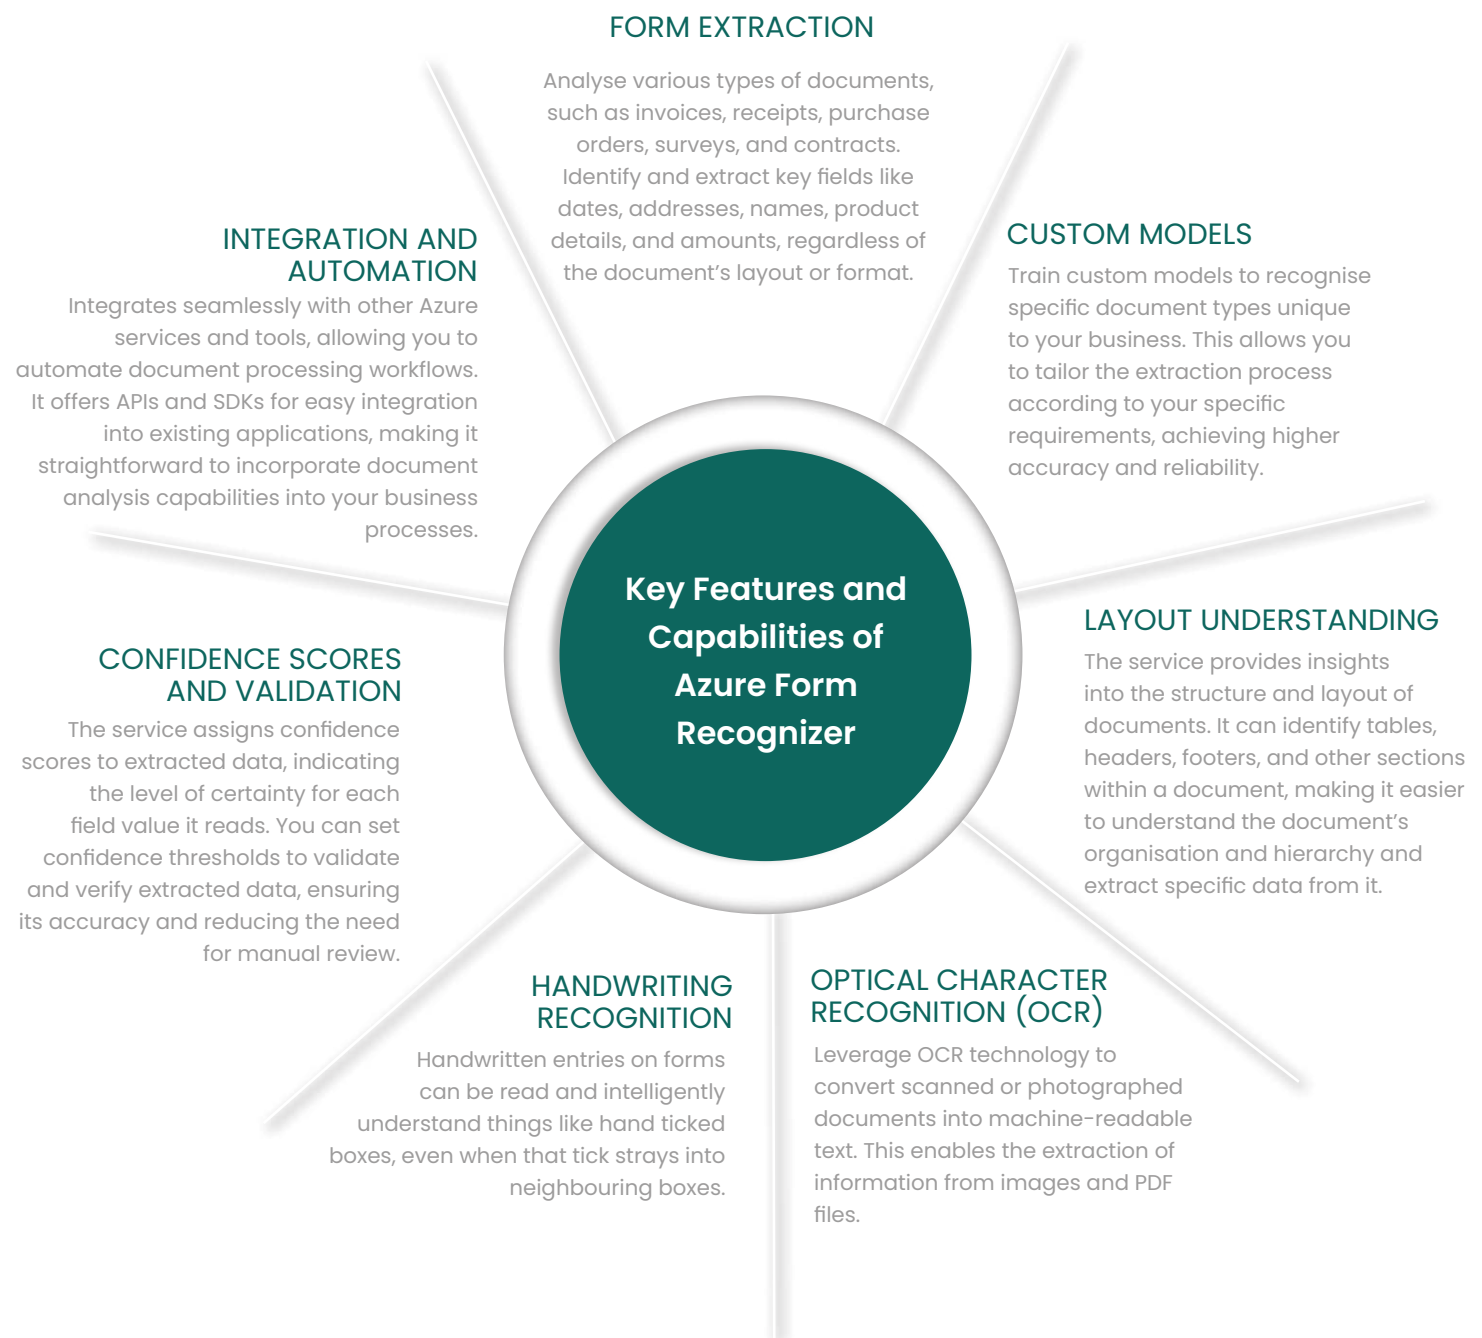 FORM EXTRACTION
Analyse various types of documents,
such as invoices, receipts, purchase
orders, surveys, and contracts.
Identify and extract key fields like
dates, addresses, names, product
details, and amounts, regardless of
the document’s layout or format.
CUSTOM MODELS
Train custom models to recognise
specific document types unique
to your business. This allows you
to tailor the extraction process
according to your specific
requirements, achieving higher
accuracy and reliability.
LAYOUT UNDERSTANDING
The service provides insights
into the structure and layout of
documents. It can identify tables,
headers, footers, and other sections
within a document, making it easier
to understand the document’s
organisation and hierarchy and
extract specific data from it.
OPTICAL CHARACTER
RECOGNITION (OCR)
Leverage OCR technology to
convert scanned or photographed
documents into machine-readable
text. This enables the extraction of
information from images and PDF
files.
HANDWRITING
RECOGNITION
Handwritten entries on forms
can be read and intelligently
understand things like hand ticked
boxes, even when that tick strays into
neighbouring boxes.
CONFIDENCE SCORES
AND VALIDATION
The service assigns confidence
scores to extracted data, indicating
the level of certainty for each
field value it reads. You can set
confidence thresholds to validate
and verify extracted data, ensuring
its accuracy and reducing the need
for manual review.
INTEGRATION AND
AUTOMATION
Integrates seamlessly with other Azure
services and tools, allowing you to
automate document processing workflows.
It offers APIs and SDKs for easy integration
into existing applications, making it
straightforward to incorporate document
analysis capabilities into your business
processes.
Key Features and
Capabilities of
Azure Form
Recognizer